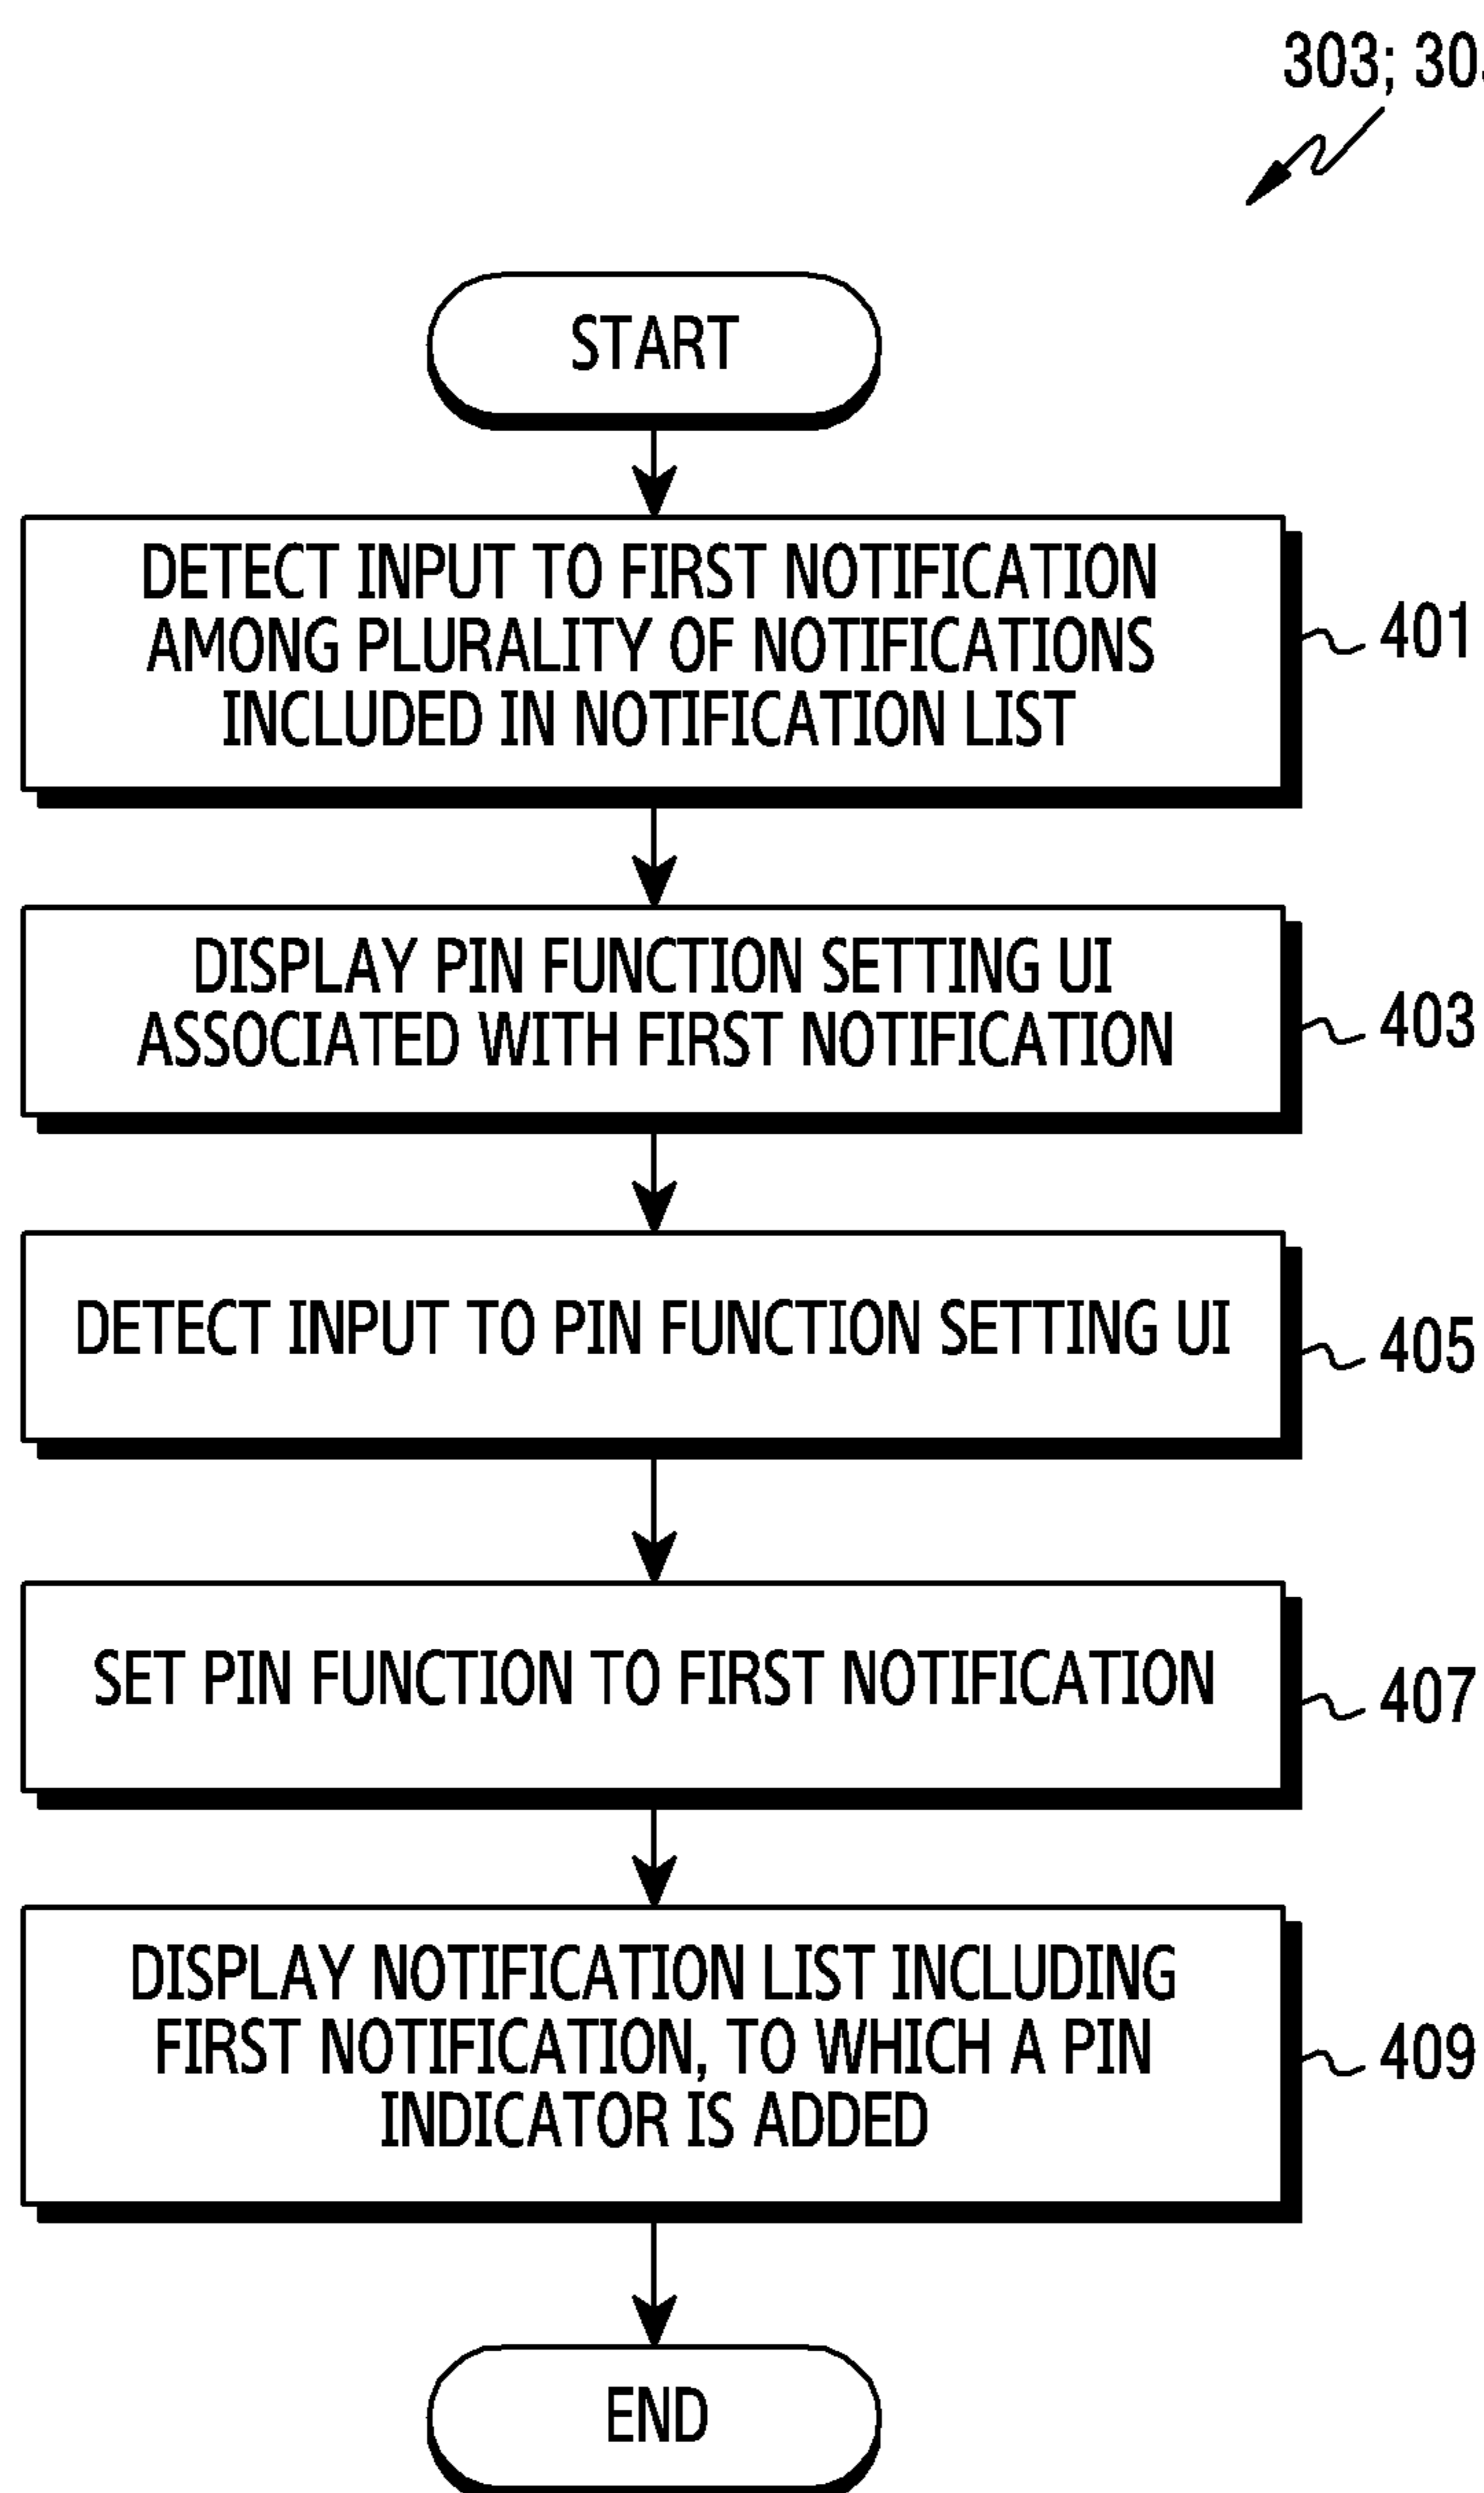 303;
START
DETECT INPUT TO FIRST NOTIFICATION
AMONG PLURALITY OF NOTIFICATIONS
INCLUDED IN NOTIFICATION LIST
401
DISPLAY PIN FUNCTION SETTING UI
ASSOCIATED WITH FIRST NOTIFICATION
403
DETECT INPUT TO PIN FUNCTION SETTING UI
405
SET PIN FUNCTION TO FIRST NOTIFICATION
407
DISPLAY NOTIFICATION LIST INCLUDING
FIRST NOTIFICATION, TO WHICH A PIN
INDICATOR IS ADDED
409
END